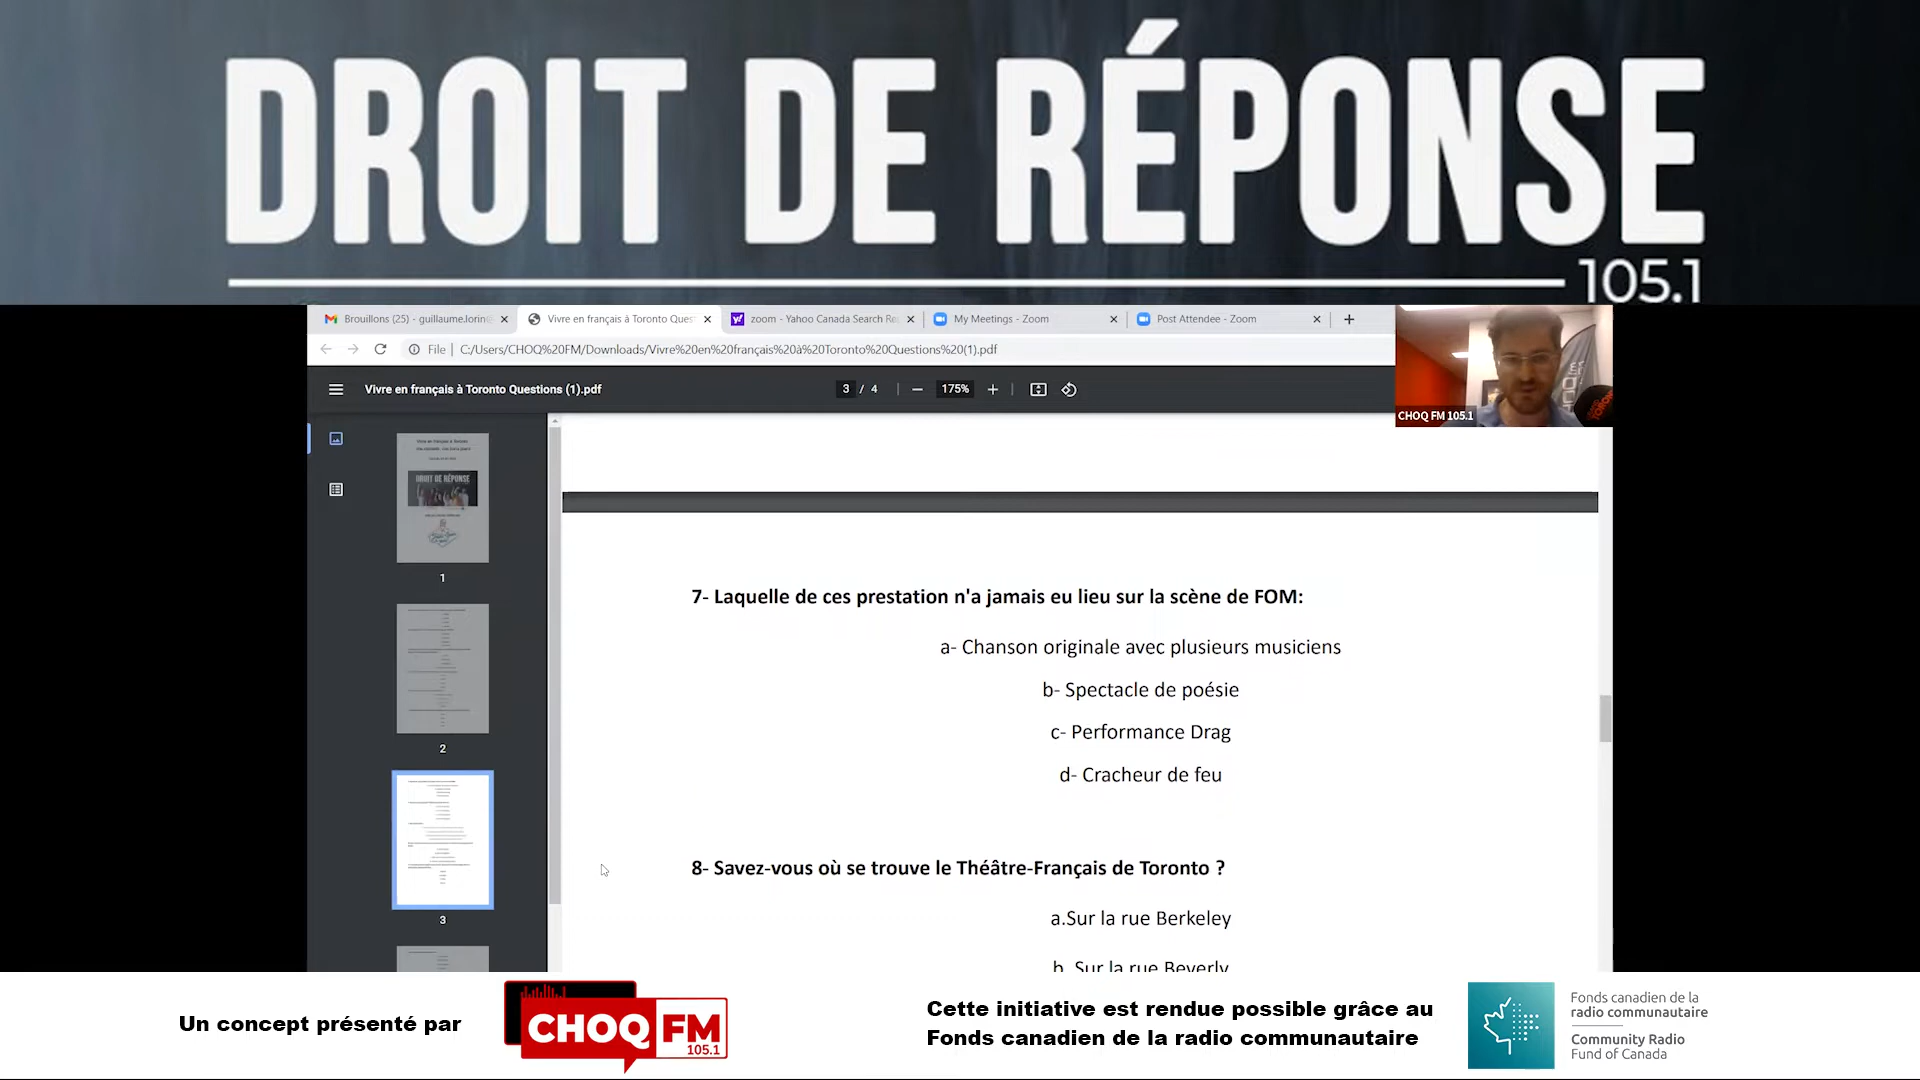 DROIT DE RÉPONSE
105.1
Brouillons (25) - guillaume.lorin
Vivre en français à Toronto Ques
zoom - Yahoo Canada Search Re
My Meetings - Zoom
Post Attendee - Zoom
File
C:/Users/CHOQ%20FM/Downloads/Vivre%20en%20français%20à%20Toronto%20Questions%20(1).pdf
Vivre en français à Toronto Questions (1).pdf
3 / 4
175%
CHOQ FM 105.1
DROIT DE RÉPONSE
1
2
3
7- Laquelle de ces prestation n'a jamais eu lieu sur la scène de FOM:
a- Chanson originale avec plusieurs musiciens
b- Spectacle de poésie
c- Performance Drag
d- Cracheur de feu
8- Savez-vous où se trouve le Théâtre-Français de Toronto ?
a.Sur la rue Berkeley
b. Sur la rue Beverly
Un concept présenté par
CHOQ FM
105.1
Cette initiative est rendue possible grâce au
Fonds canadien de la radio communautaire
Fonds canadien de la
radio communautaire
Community Radio
Fund of Canada